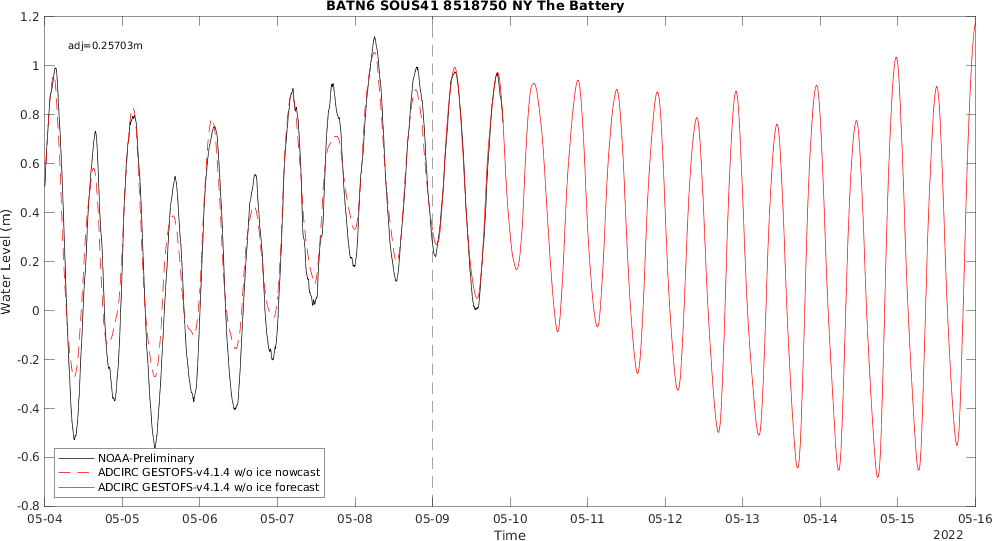 BATN6 SOUS41 8518750 NY The Battery
adj=0.25703m
Water Level (m)
1.2
1
0.8
0.6
0.4
0.2
0
-0.2
-0.4
-0.6
-0.8
NOAA-Preliminary
ADCIRC GESTOFS-v4.1.4 w/o ice nowcast
ADCIRC GESTOFS-v4.1.4 w/o ice forecast
05-04 05-05 05-06 05-07 05-08 05-09 05-10 05-11 05-12 05-13 05-14 05-15 05-16
Time
2022